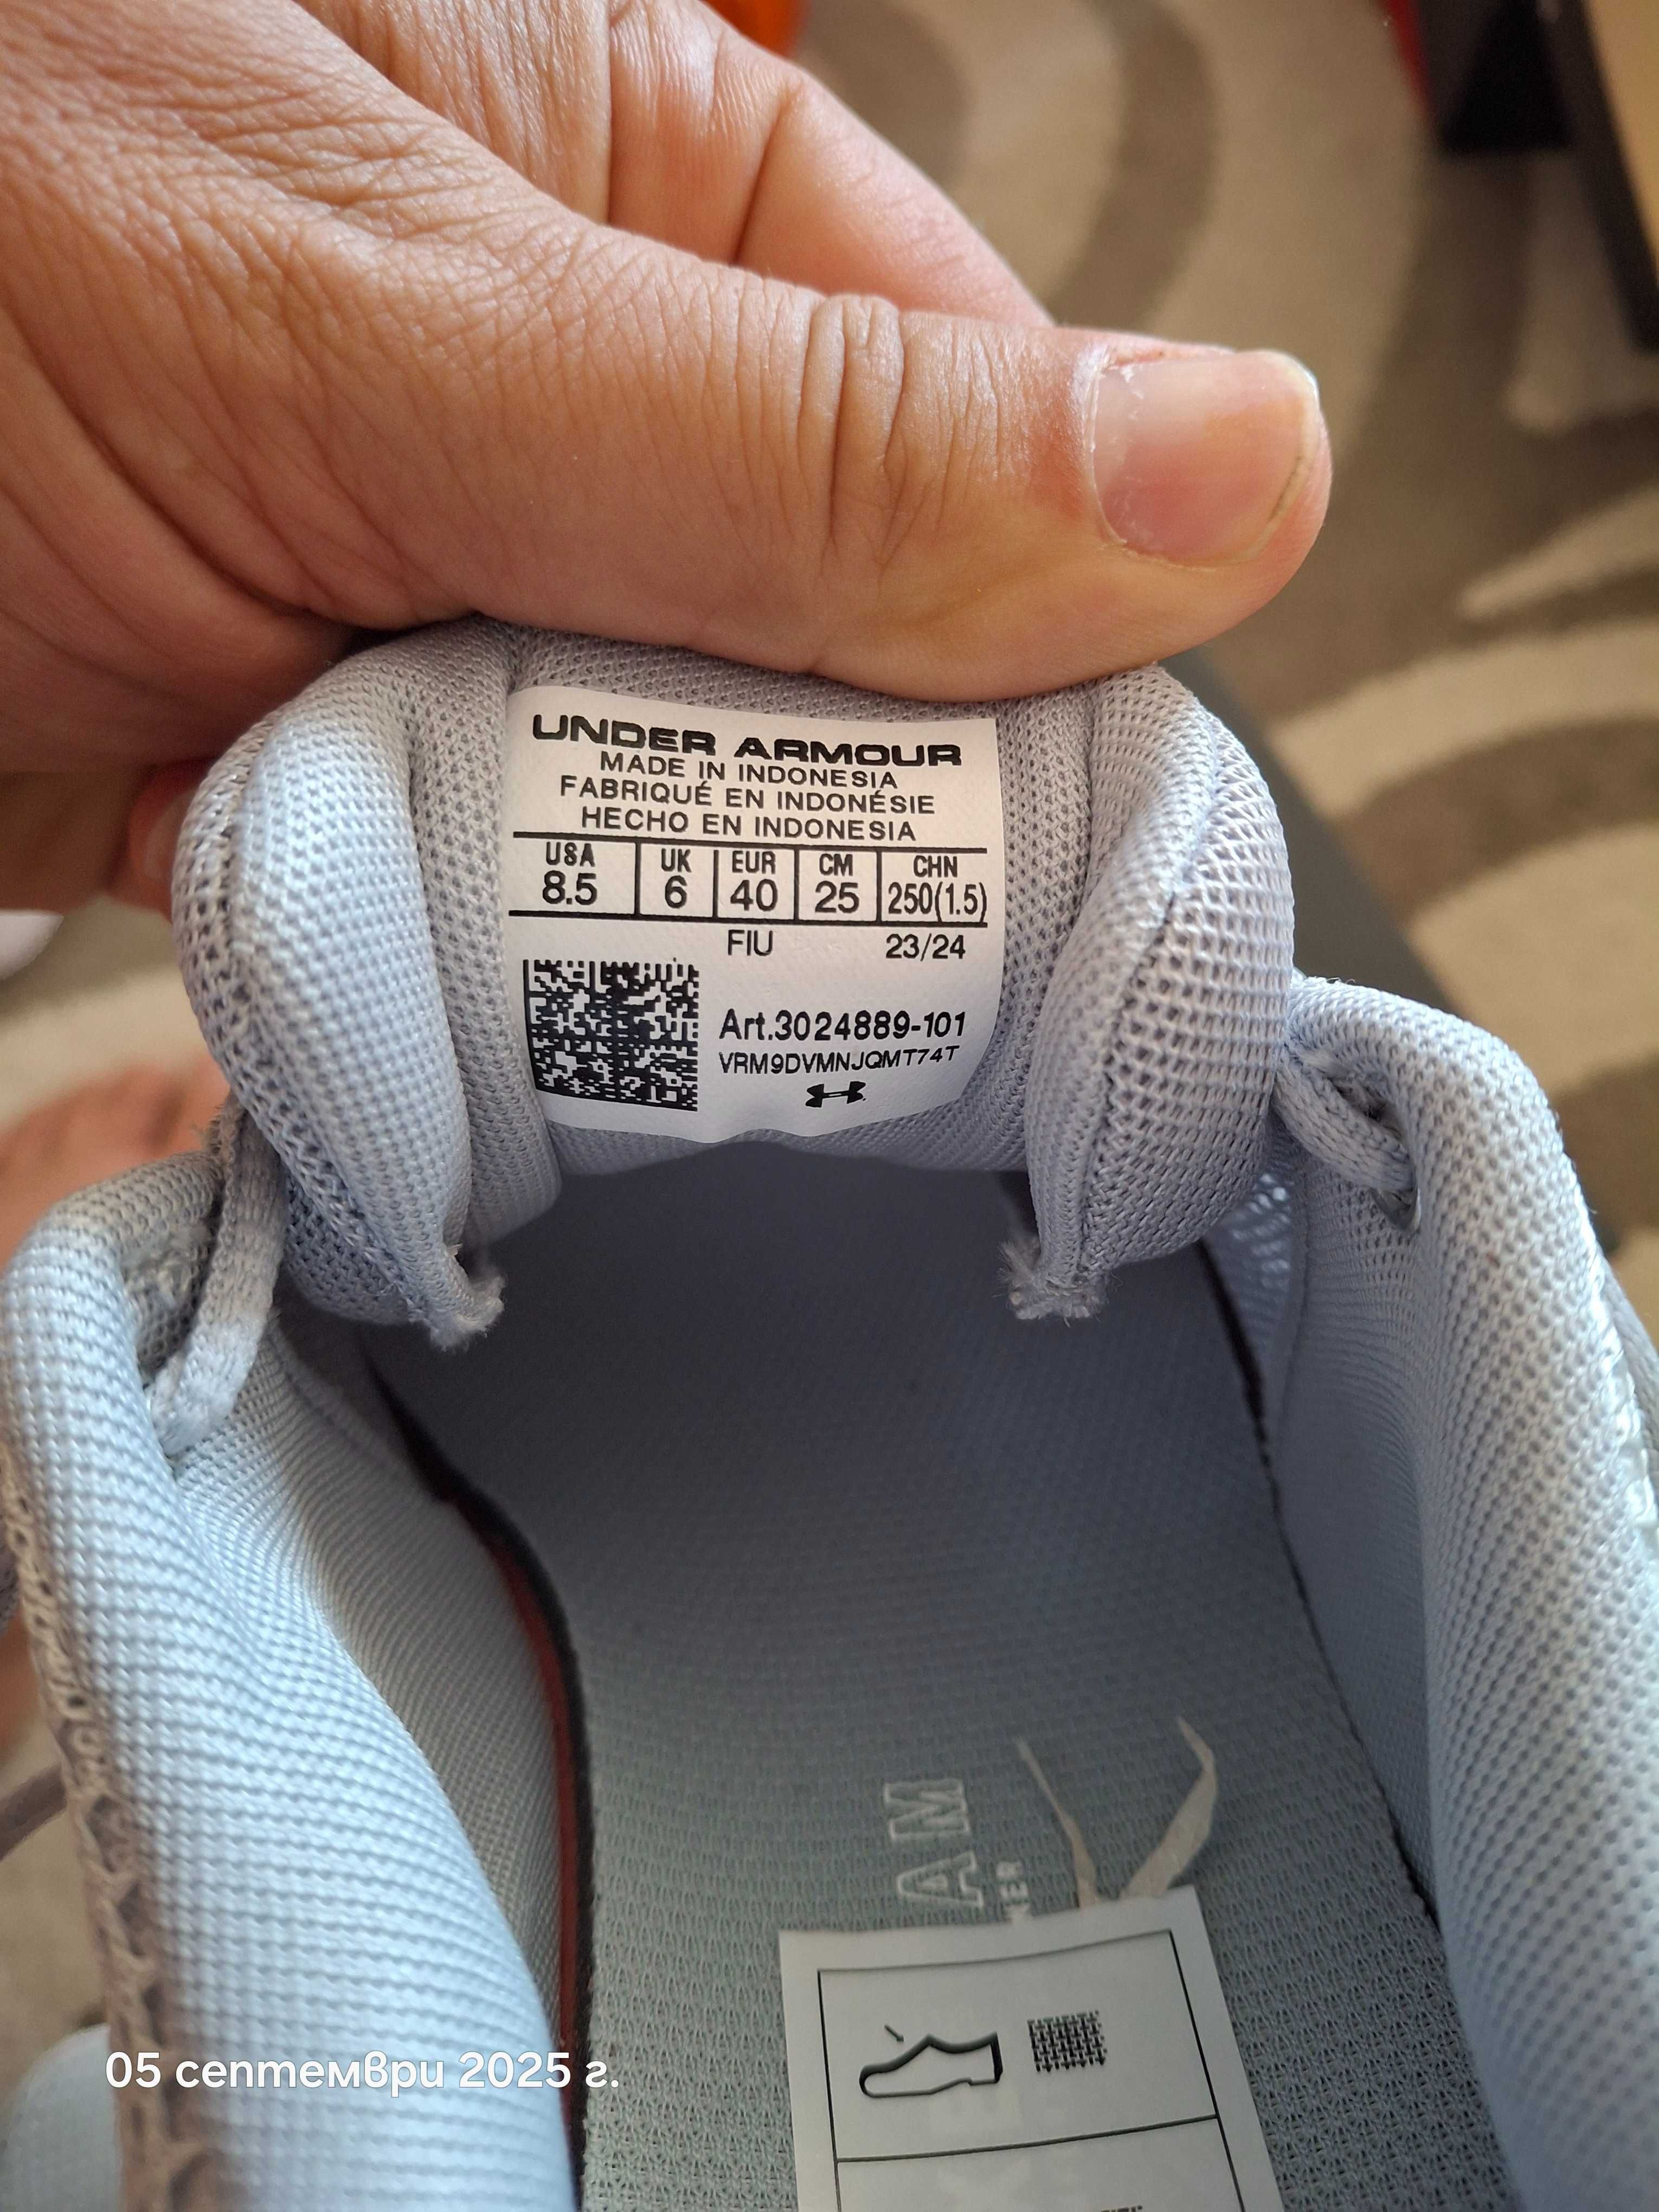 UNDER ARMOUR
MADE IN INDONESIA
FABRIQUÉ EN INDONÉSIE
HECHO EN INDONESIA
USA UK EUR CM CHN
8.5 6 40 25 250(1.5)
FIU 23/24
Art.3024889-101
VRM9DVMNJQMT74T
05 септември 2025 г.